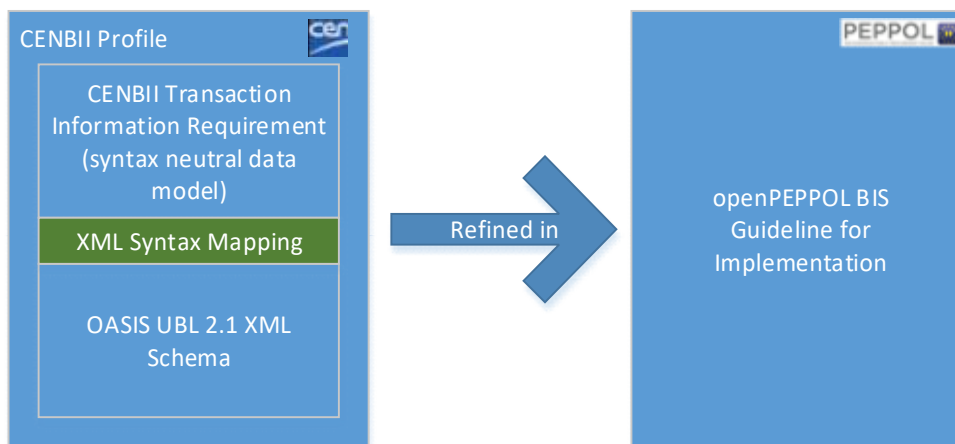 CENBII Profile
cen
CENBII Transaction
Information Requirement
(syntax neutral data
model)
XML Syntax Mapping
OASIS UBL 2.1 XML
Schema
Refined in
PEPPOL
openPEPPOL BIS
Guideline for
Implementation